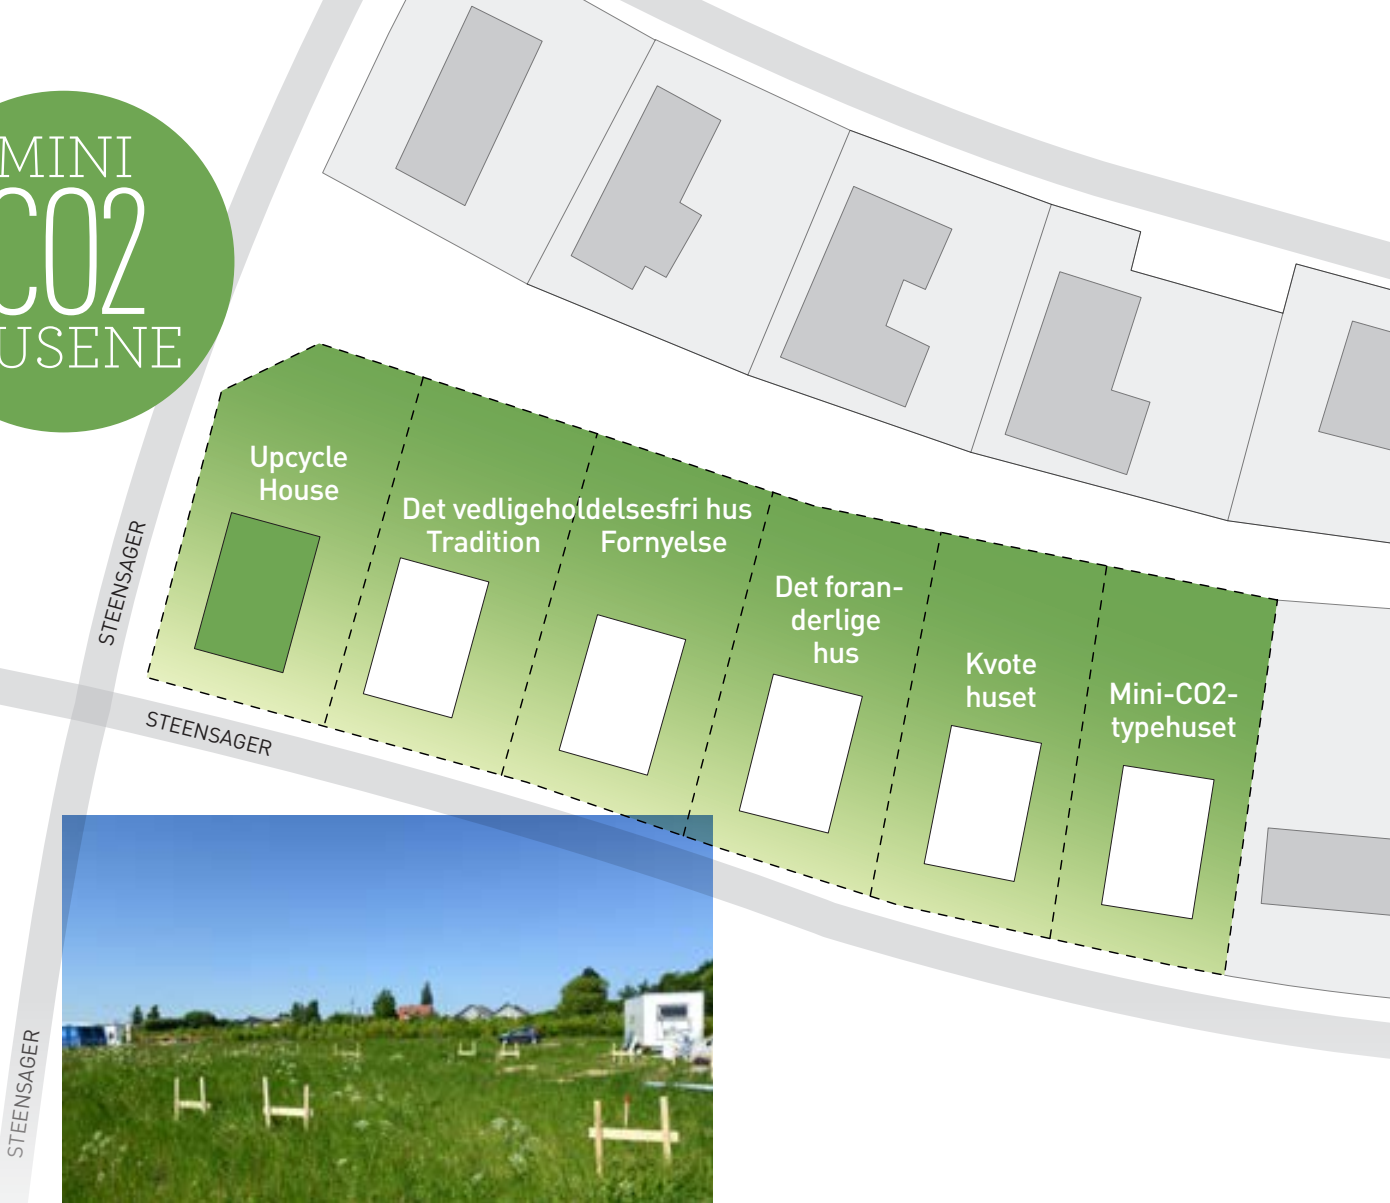 MINI
CO2
USENE
Upcycle
House
Det vedligeholdelsesfri hus
Tradition Fornyelse
Det foran-
derlige
hus
Kvote
huset
Mini-CO2-
typehuset
STEENSAGER
STEENSAGER
STEENSAGER